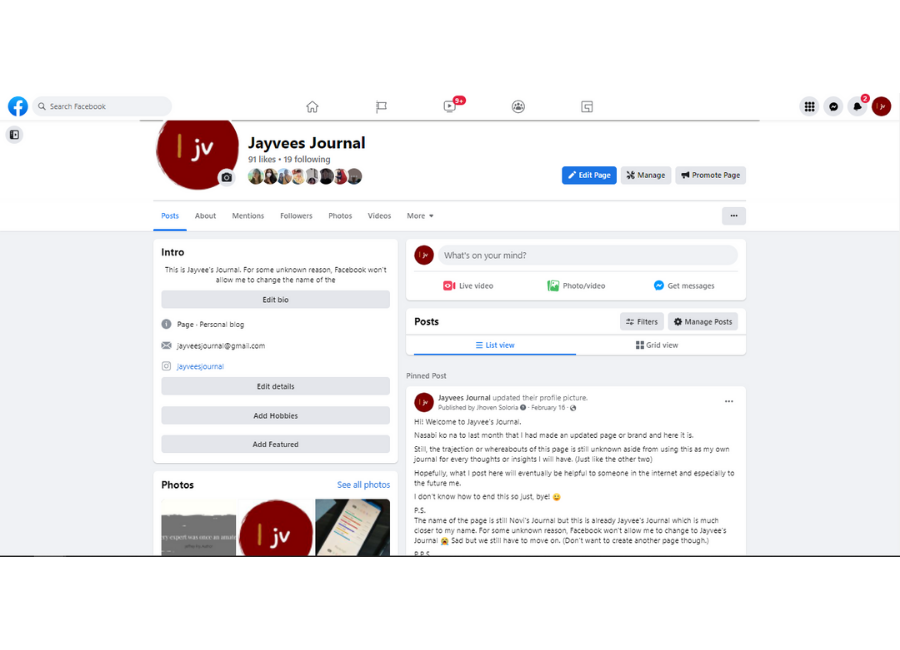 Search Facebook
9+
2
jv
jv
Jayvees Journal
91 likes • 19 following
Edit Page
Manage
Promote Page
Posts
About
Mentions
Followers
Photos
Videos
More
Intro
This is Jayvee's Journal. For some unknown reason, Facebook won't
allow me to change the name of the
Edit bio
Page · Personal blog
jayveesjournal@gmail.com
jayveesjournal
Edit details
Add Hobbies
Add Featured
Photos
See all photos
expert was once an
jv
What's on your mind?
Live video
Photo/video
Get messages
Posts
Filters
Manage Posts
List view
Grid view
Pinned Post
Jayvees Journal updated their profile picture.
Published by Jhoven Soloria · February 16 ·
Hi! Welcome to Jayvee's Journal.
Nasabi ko na to last month that I had made an updated page or brand and here it is.
Still, the trajection or whereabouts of this page is still unknown aside from using this as my own
journal for every thoughts or insights I will have. (Just like the other two)
Hopefully, what I post here will eventually be helpful to someone in the internet and especially to
the future me.
I don't know how to end this so just, bye! 😉
P.S.
The name of the page is still Novi's Journal but this is already Jayvee's Journal which is much
closer to my name. For some unknown reason, Facebook won't allow me to change to Jayvee's
Journal 😭 Sad but we still have to move on. (Don't want to create another page though.)
P.P.S.